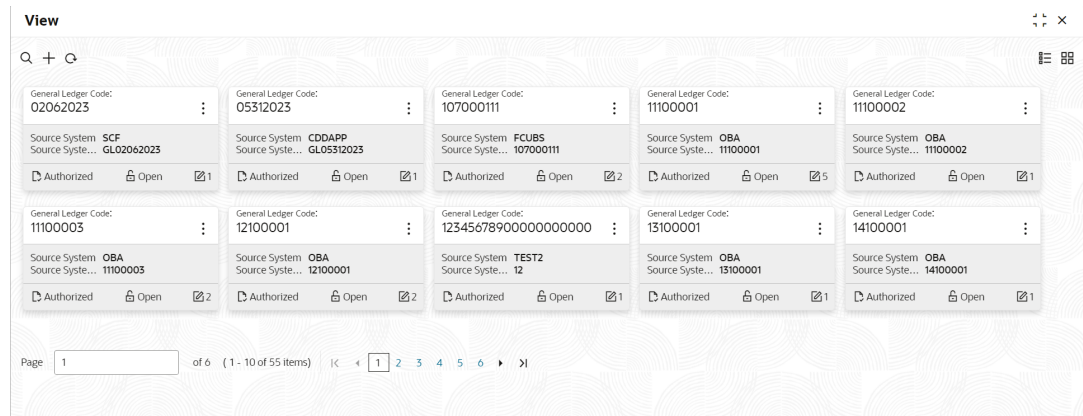 View
General Ledger Code:
02062023
Source System SCF
Source Syste... GL02062023
Authorized Open 1
General Ledger Code:
05312023
Source System CDDAPP
Source Syste... GL05312023
Authorized Open 1
General Ledger Code:
107000111
Source System FCUBS
Source Syste... 107000111
Authorized Open 2
General Ledger Code:
11100001
Source System OBA
Source Syste... 11100001
Authorized Open 5
General Ledger Code:
11100002
Source System OBA
Source Syste... 11100002
Authorized Open 1
General Ledger Code:
11100003
Source System OBA
Source Syste... 11100003
Authorized Open 2
General Ledger Code:
12100001
Source System OBA
Source Syste... 12100001
Authorized Open 2
General Ledger Code:
12345678900000000000
Source System TEST2
Source Syste... 12
Authorized Open 1
General Ledger Code:
13100001
Source System OBA
Source Syste... 13100001
Authorized Open 1
General Ledger Code:
14100001
Source System OBA
Source Syste... 14100001
Authorized Open 1
Page 1 of 6 ( 1 - 10 of 55 items) 1 2 3 4 5 6